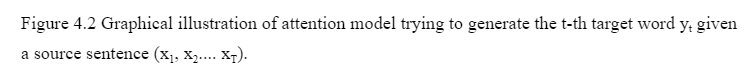 Figure 4.2 Graphical illustration of attention model trying to generate the t-th target word yₜ given
a source sentence (x₁, x₂.... x_T).